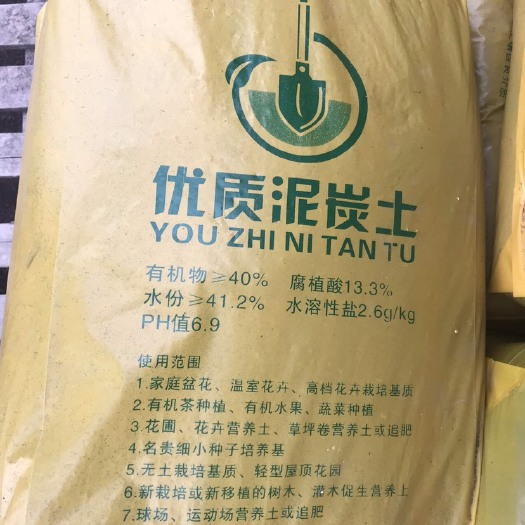 优质泥炭土
YOU ZHI NI TAN TU
有机物≥40% 腐植酸13.3%
水份≥41.2% 水溶性盐2.6g/kg
PH值6.9
使用范围
1.家庭盆花、温室花卉、高档花卉栽培基质
2.有机茶种植、有机水果、蔬菜种植
3.花圃、花卉营养土、草坪卷营养土或追肥
4.名贵细小种子培养基
5.无土栽培基质、轻型屋顶花园
6.新栽培或新移植的树木、灌木促生营养上
7.球场、运动场营养土或追肥